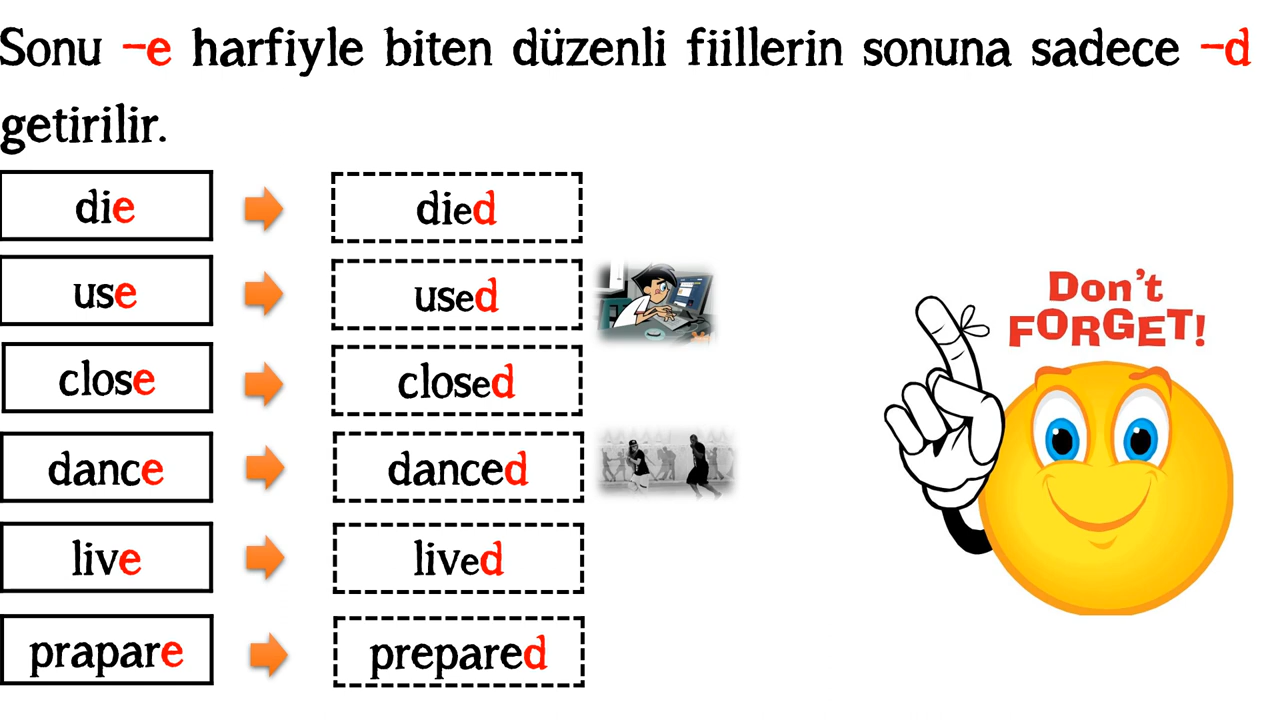 Sonu –e harfiyle biten düzenli fiillerin sonuna sadece –d
getirilir.
die died
use used
close closed
dance danced
live lived
prapare prepared
Don't
FORGET!